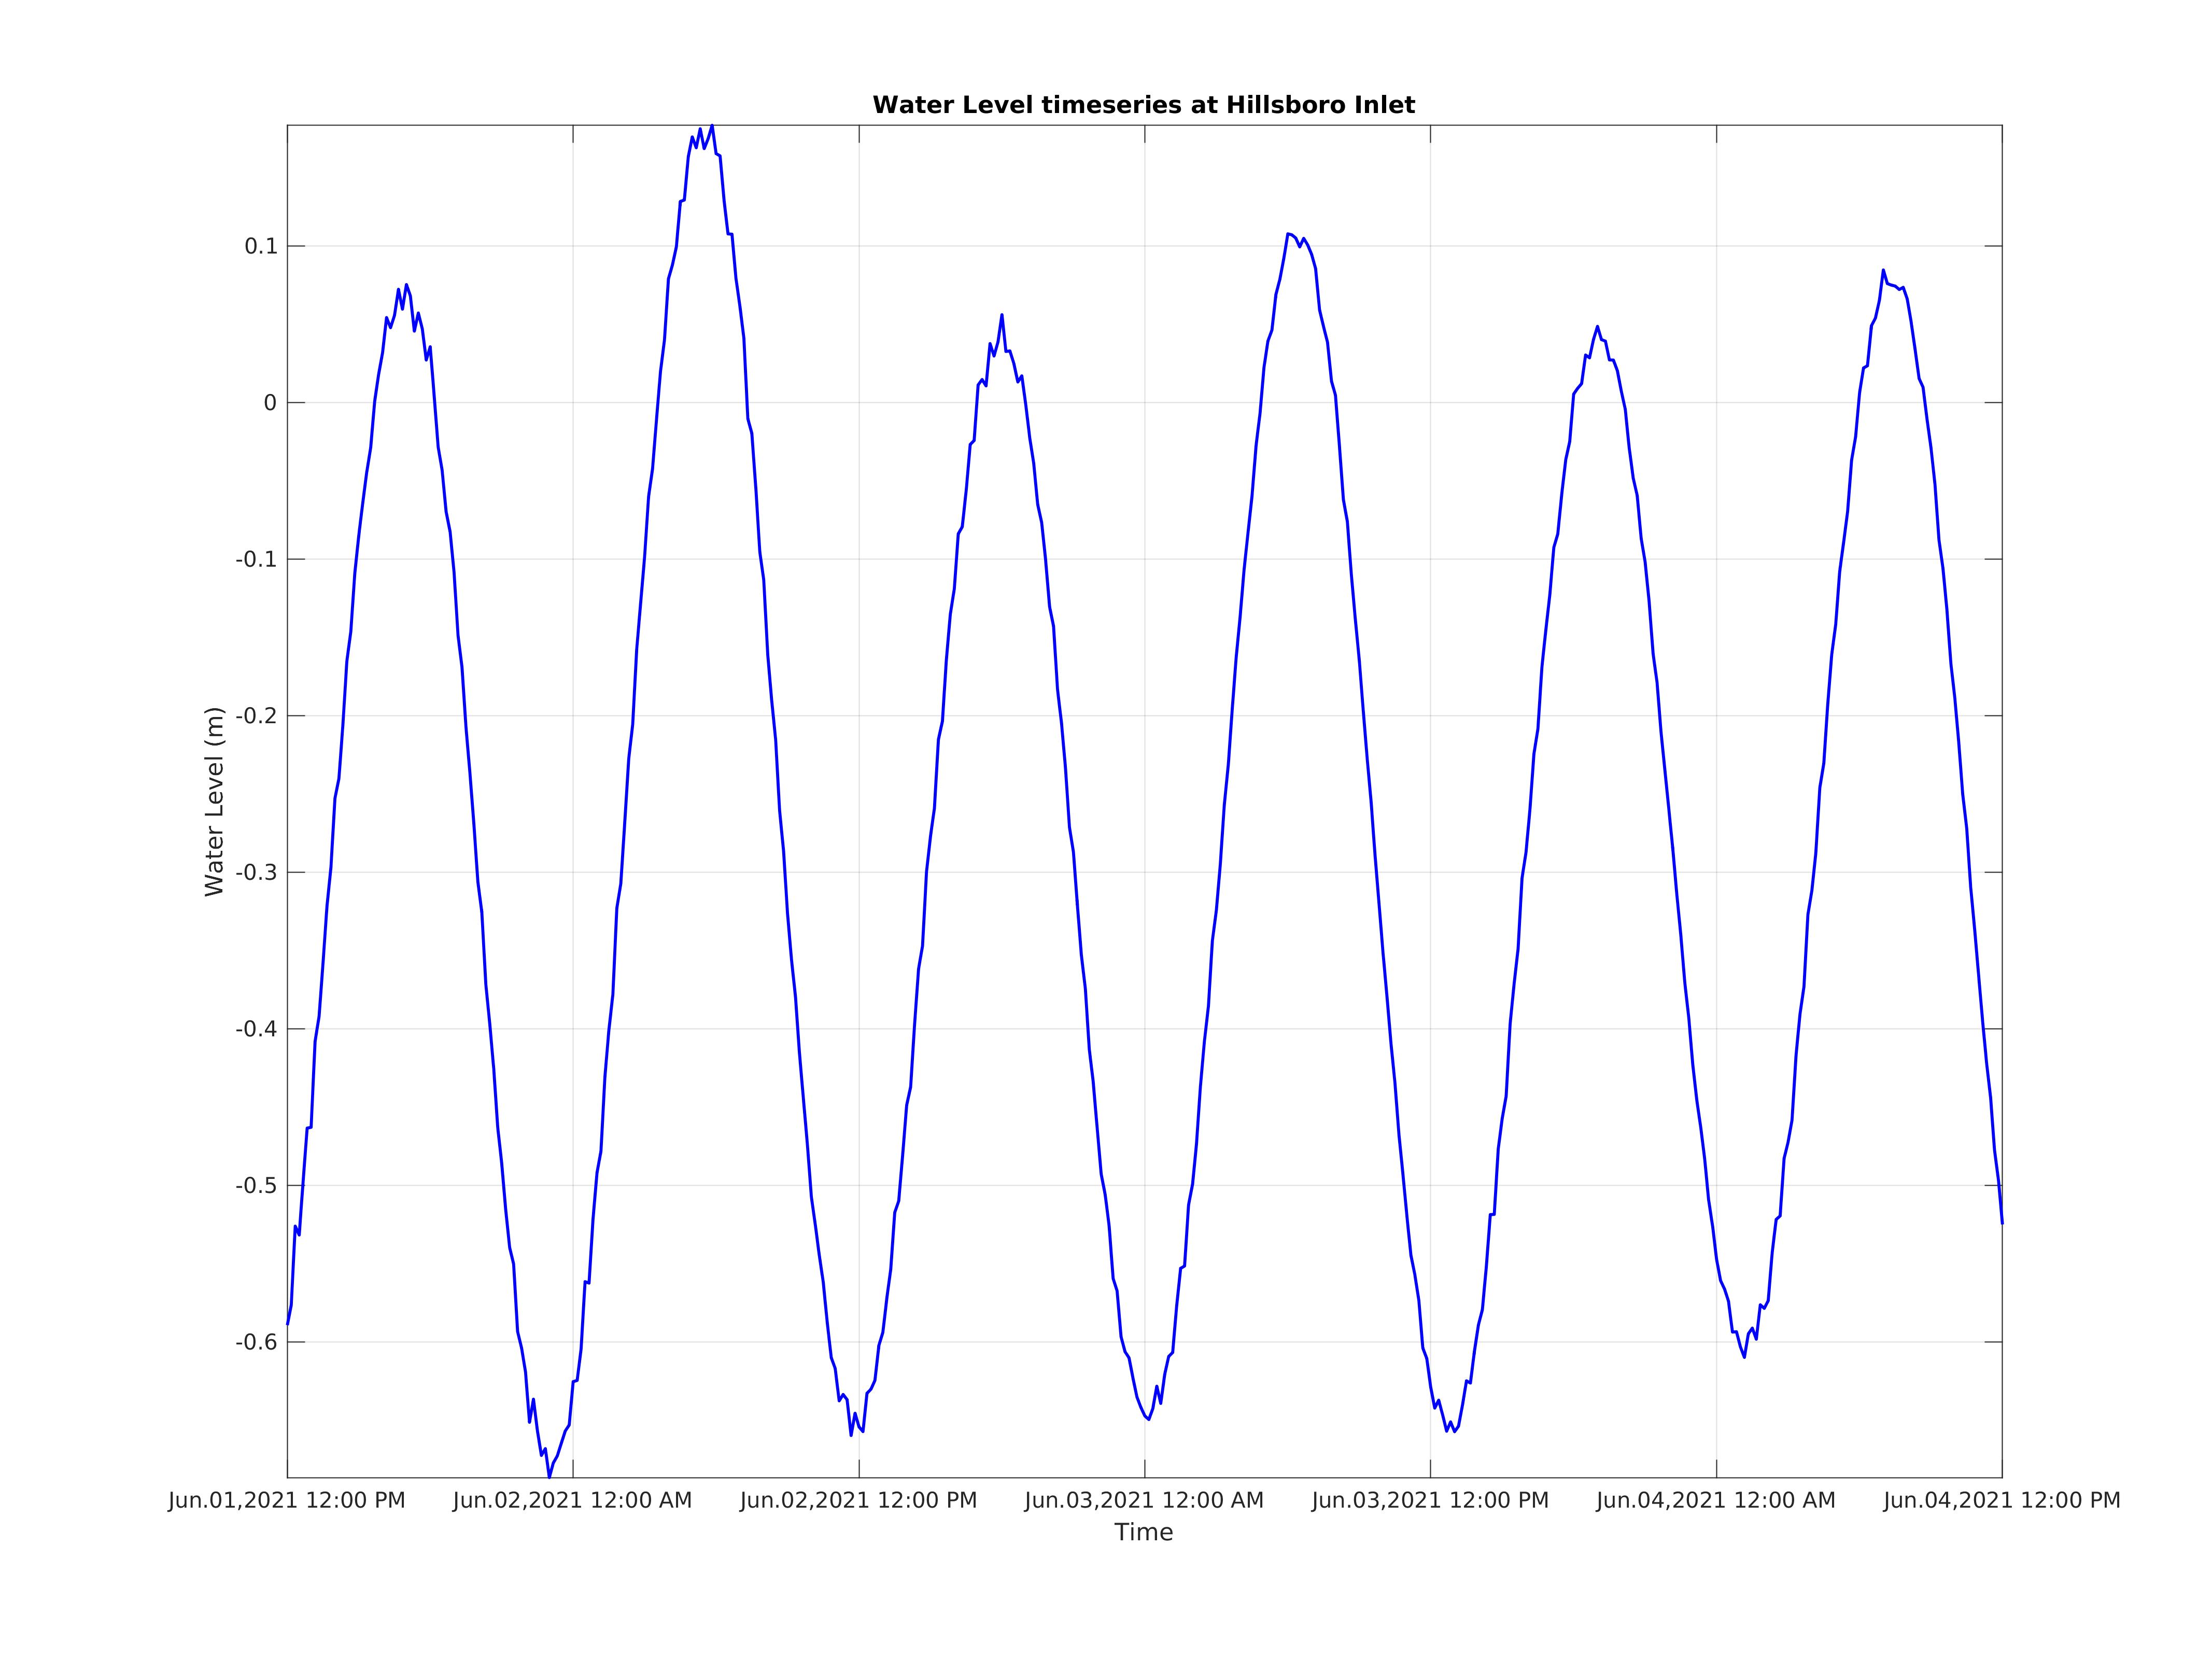 Water Level timeseries at Hillsboro Inlet
0.1
0
-0.1
-0.2
-0.3
-0.4
-0.5
-0.6
Water Level (m)
Jun.01,2021 12:00 PM
Jun.02,2021 12:00 AM
Jun.02,2021 12:00 PM
Jun.03,2021 12:00 AM
Jun.03,2021 12:00 PM
Jun.04,2021 12:00 AM
Jun.04,2021 12:00 PM
Time